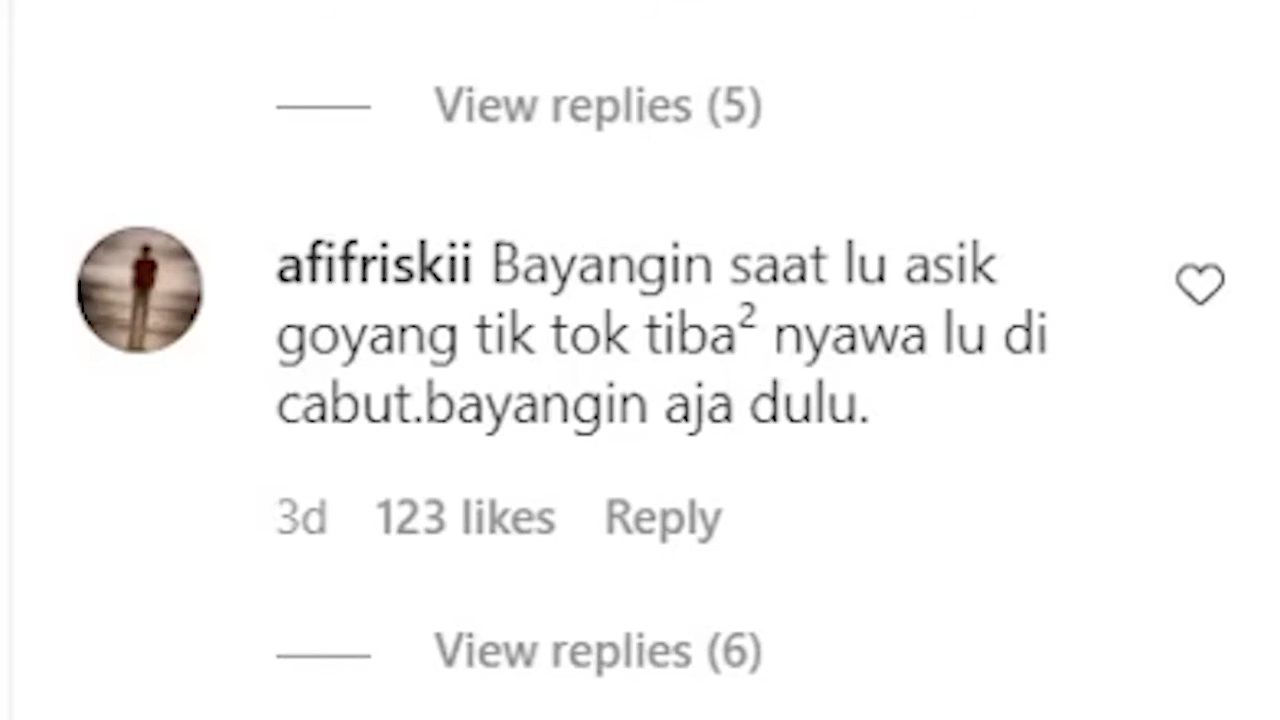 View replies (5)
afifriskii Bayangin saat lu asik
goyang tik tok tiba² nyawa lu di
cabut.bayangin aja dulu.
3d 123 likes Reply
View replies (6)